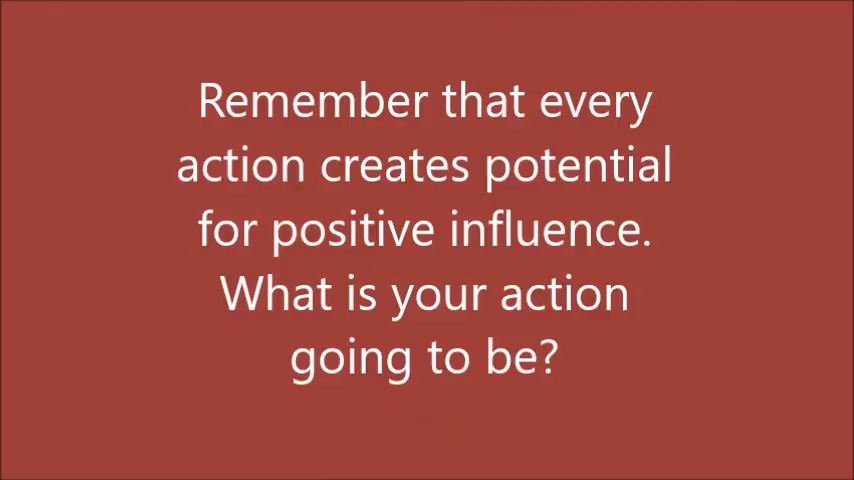 Remember that every
action creates potential
for positive influence.
What is your action
going to be?